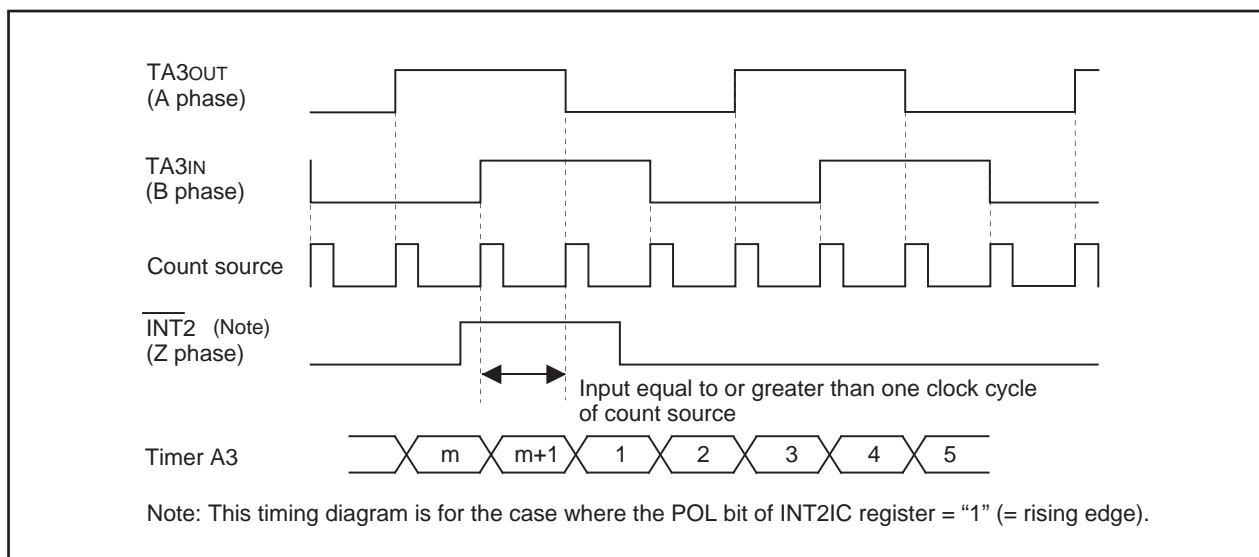 TA3OUT
(A phase)
TA3IN
(B phase)
Count source
INT2 (Note)
(Z phase)
Input equal to or greater than one clock cycle
of count source
Timer A3
m m+1 1 2 3 4 5
Note: This timing diagram is for the case where the POL bit of INT2IC register = “1” (= rising edge).